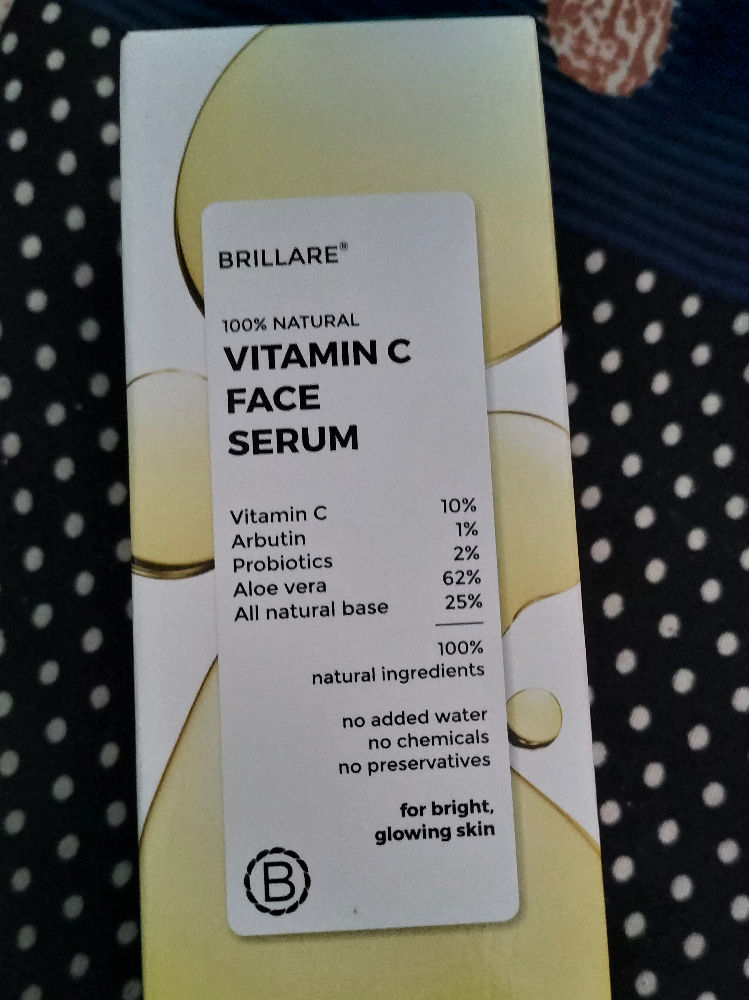 BRILLARE®
100% NATURAL
VITAMIN C
FACE
SERUM
Vitamin C 10%
Arbutin 1%
Probiotics 2%
Aloe vera 62%
All natural base 25%
100%
natural ingredients
no added water
no chemicals
no preservatives
for bright,
glowing skin
B